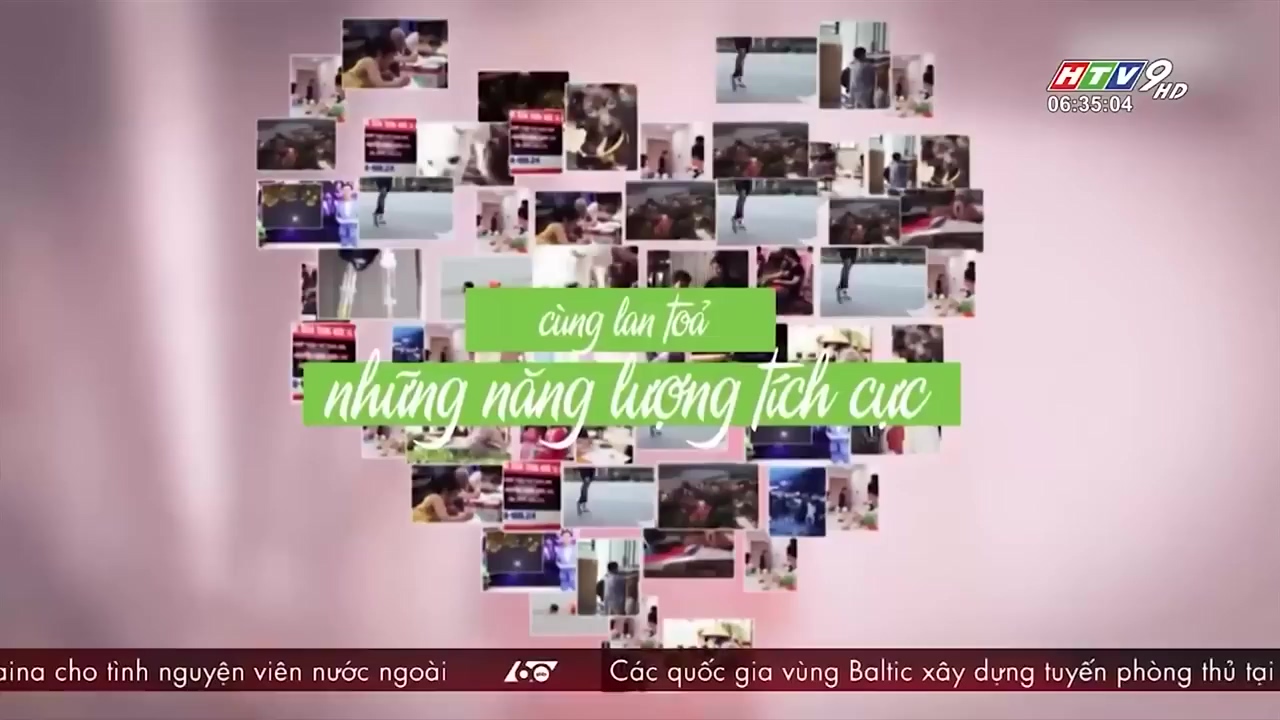 HTV9 HD
06:35:04
cùng lan toả
những năng lượng tích cực
aina cho tình nguyện viên nước ngoài
60 Các quốc gia vùng Baltic xây dựng tuyến phòng thủ tại